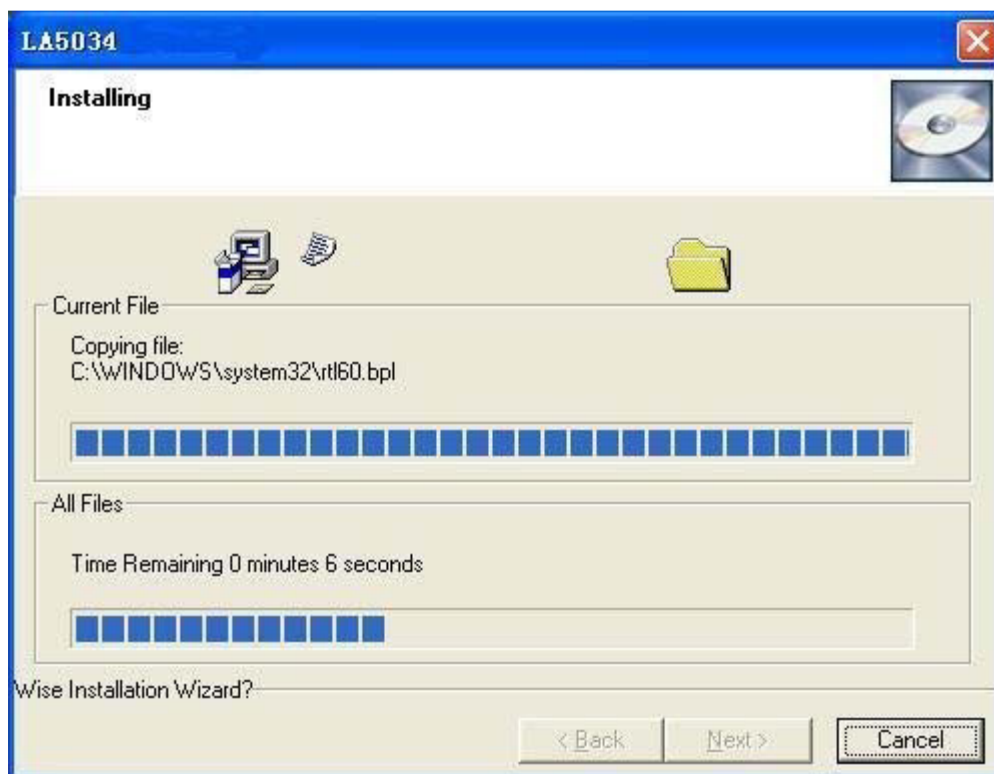 LA5034
Installing
Current File
Copying file:
C:\WINDOWS\system32\rtl60.bpl
All Files
Time Remaining 0 minutes 6 seconds
Wise Installation Wizard?
< Back
Next >
Cancel